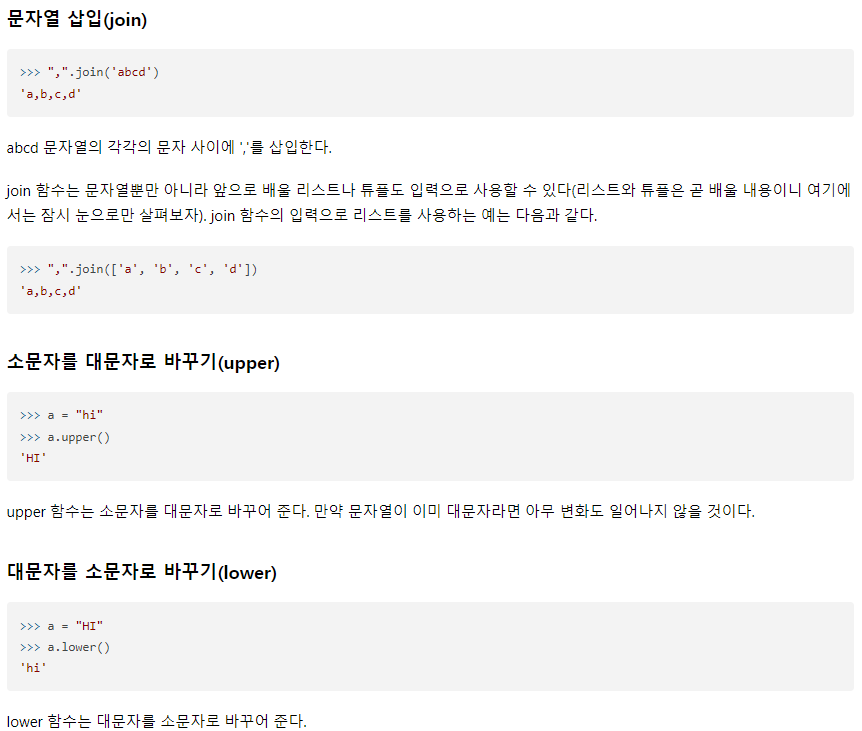 문자열 삽입(join)
>>> ",".join('abcd')
'a,b,c,d'
abcd 문자열의 각각의 문자 사이에 ','를 삽입한다.
join 함수는 문자열뿐만 아니라 앞으로 배울 리스트나 튜플도 입력으로 사용할 수 있다(리스트와 튜플은 곧 배울 내용이니 여기에
서는 잠시 눈으로만 살펴보자). join 함수의 입력으로 리스트를 사용하는 예는 다음과 같다.
>>> ",".join(['a', 'b', 'c', 'd'])
'a,b,c,d'
소문자를 대문자로 바꾸기(upper)
>>> a = "hi"
>>> a.upper()
'HI'
upper 함수는 소문자를 대문자로 바꾸어 준다. 만약 문자열이 이미 대문자라면 아무 변화도 일어나지 않을 것이다.
대문자를 소문자로 바꾸기(lower)
>>> a = "HI"
>>> a.lower()
'hi'
lower 함수는 대문자를 소문자로 바꾸어 준다.